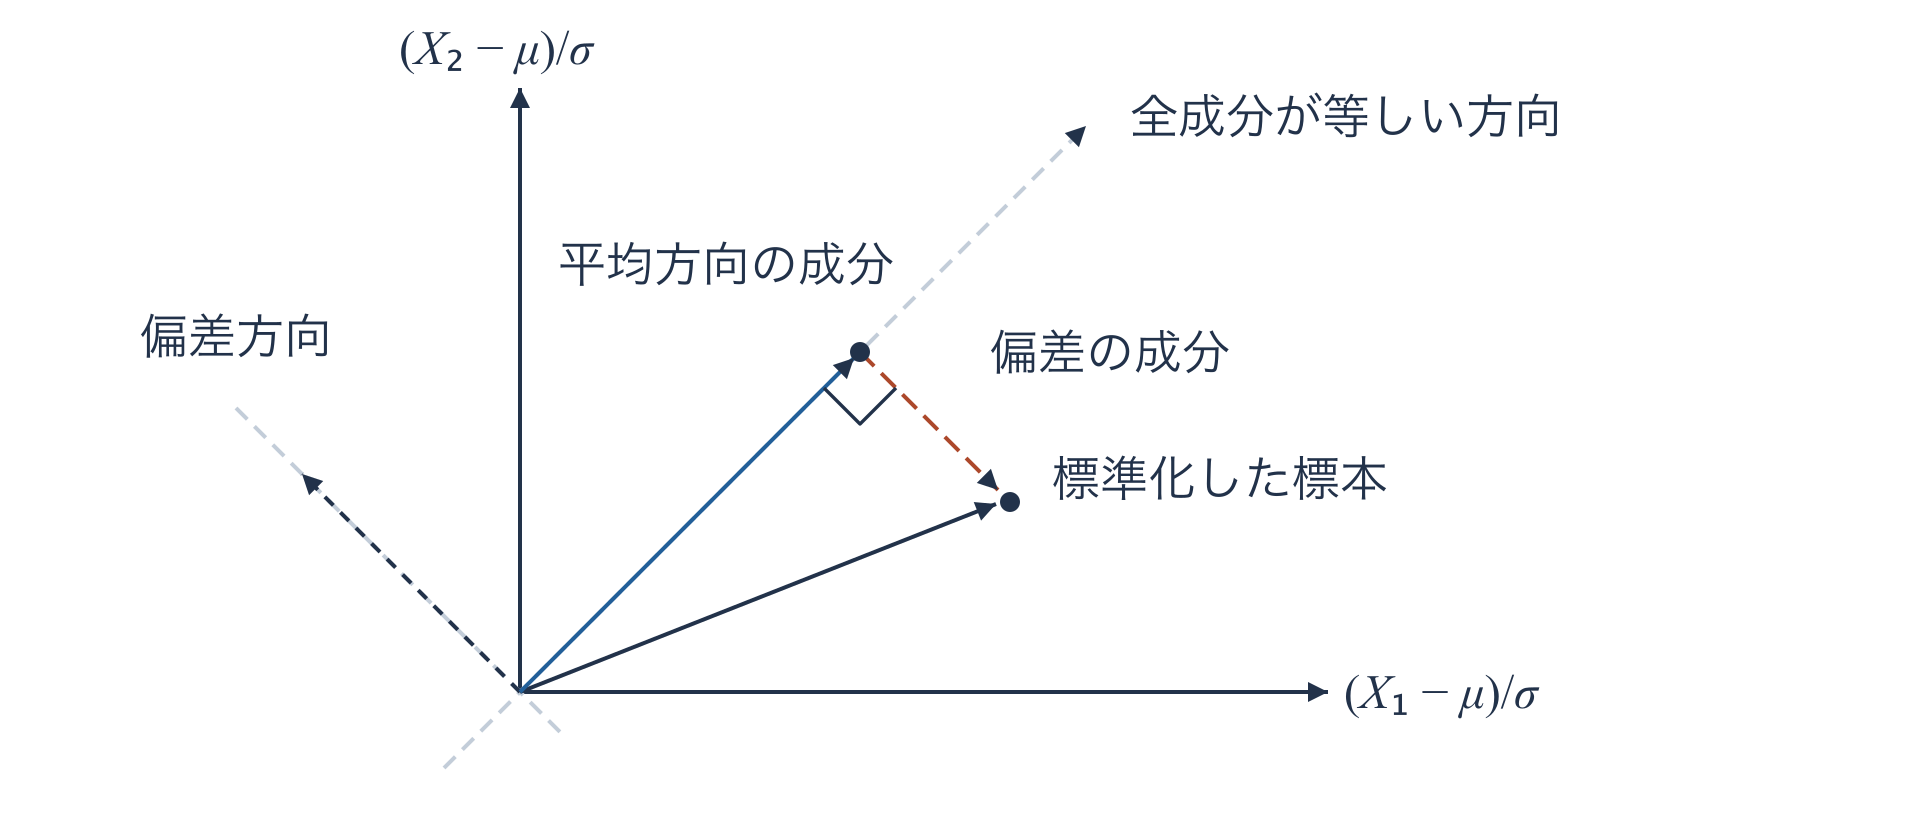 (X₂ − μ)/σ
全成分が等しい方向
平均方向の成分
偏差方向
偏差の成分
標準化した標本
(X₁ − μ)/σ